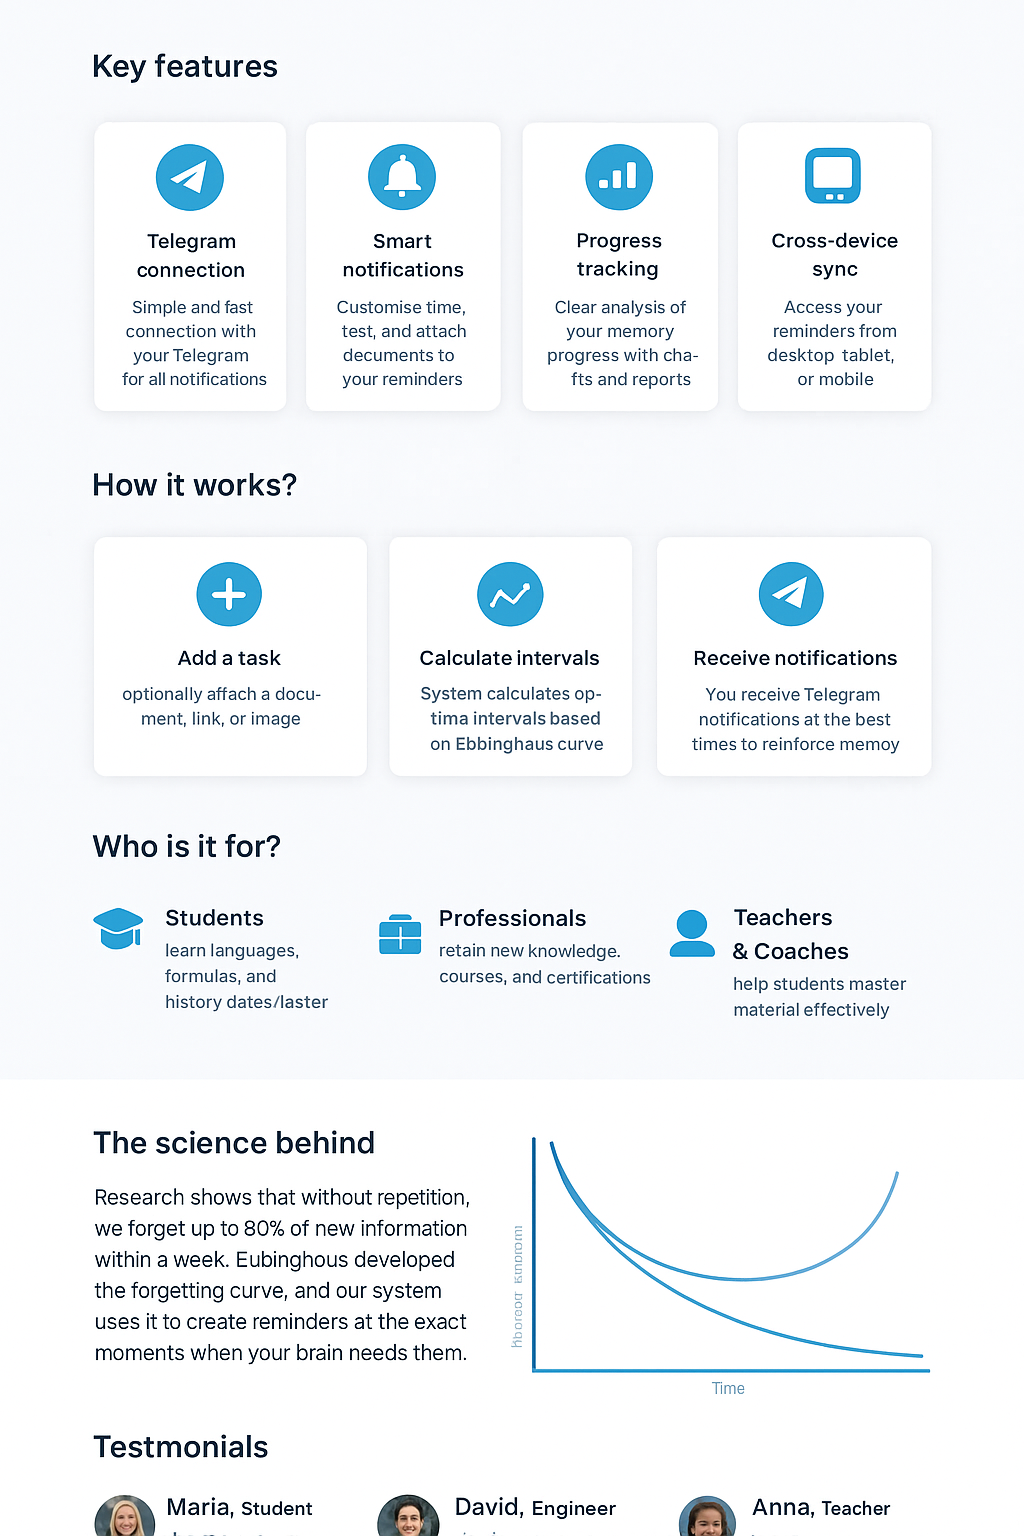 Key features
Telegram
connection
Simple and fast
connection with
your Telegram
for all notifications
Smart
notifications
Customise time,
test, and attach
decuments to
your reminders
Progress
tracking
Clear analysis of
your memory
progress with cha-
fts and reports
Cross-device
sync
Access your
reminders from
desktop tablet,
or mobile
How it works?
Add a task
optionally affach a docu-
ment, link, or image
Calculate intervals
System calculates op-
tima intervals based
on Ebbinghaus curve
Receive notifications
You receive Telegram
notifications at the best
times to reinforce memoy
Who is it for?
Students
learn languages,
formulas, and
history dates/laster
Professionals
retain new knowledge.
courses, and certifications
Teachers
& Coaches
help students master
material effectively
The science behind
Research shows that without repetition,
we forget up to 80% of new information
within a week. Eubinghous developed
the forgetting curve, and our system
uses it to create reminders at the exact
moments when your brain needs them.
Time
Testmonials
Maria, Student
David, Engineer
Anna, Teacher